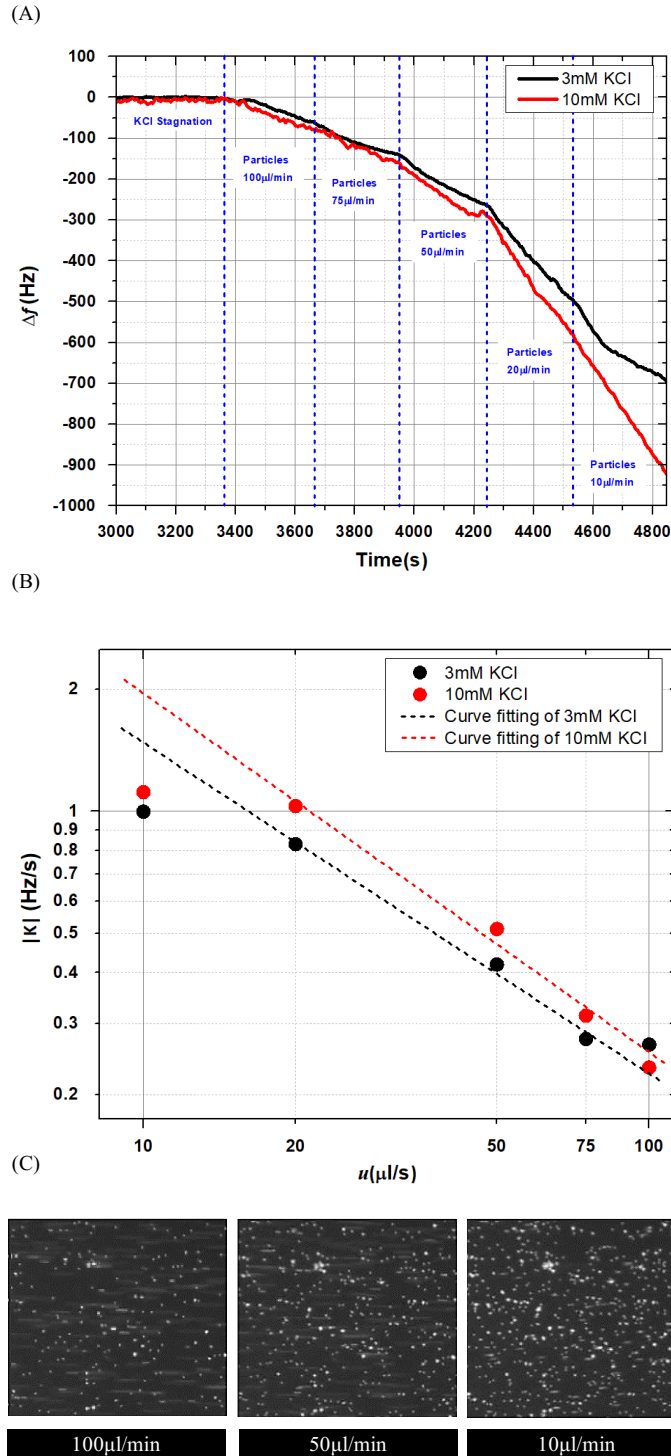 (A)
100
0
-100
-200
-300
-400
-500
-600
-700
-800
-900
-1000
Δf (Hz)
3mM KCl
10mM KCl
KCl Stagnation
Particles
100μl/min
Particles
75μl/min
Particles
50μl/min
Particles
20μl/min
Particles
10μl/min
3000 3200 3400 3600 3800 4000 4200 4400 4600 4800
Time(s)
(B)
2
1
0.9
0.8
0.7
0.6
0.5
0.4
0.3
0.2
|κ| (Hz/s)
3mM KCl
10mM KCl
Curve fitting of 3mM KCl
Curve fitting of 10mM KCl
10 20 50 75 100
u(μl/s)
(C)
100μl/min 50μl/min 10μl/min